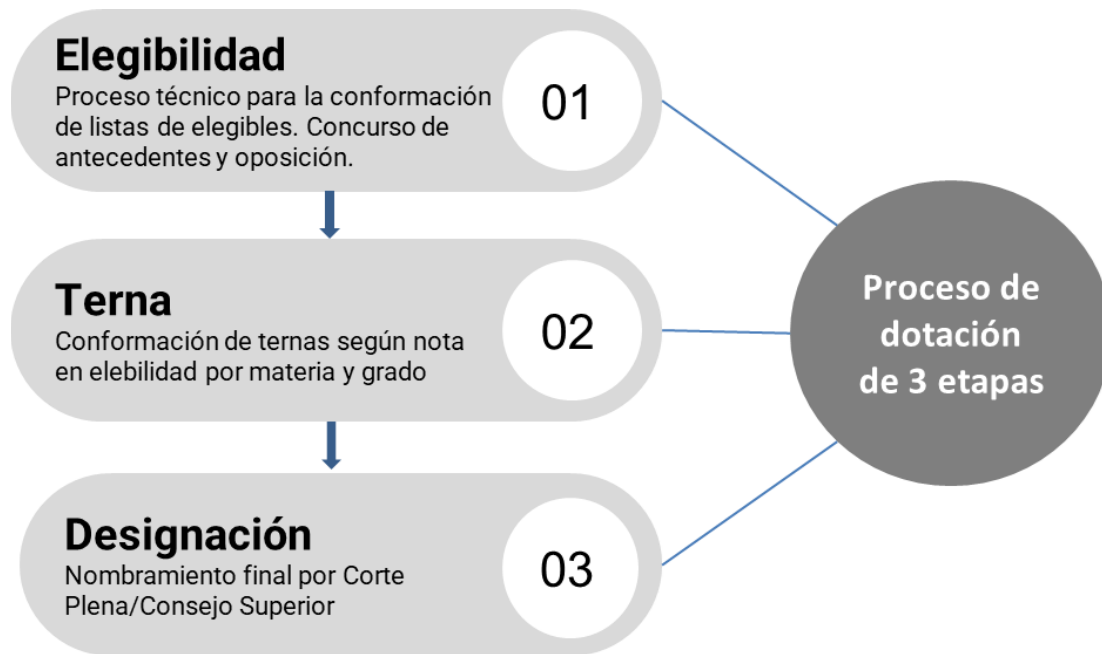 Elegibilidad
Proceso técnico para la conformación
de listas de elegibles. Concurso de
antecedentes y oposición.
01
Terna
Conformación de ternas según nota
en elebilidad por materia y grado
02
Designación
Nombramiento final por Corte
Plena/Consejo Superior
03
Proceso de
dotación
de 3 etapas